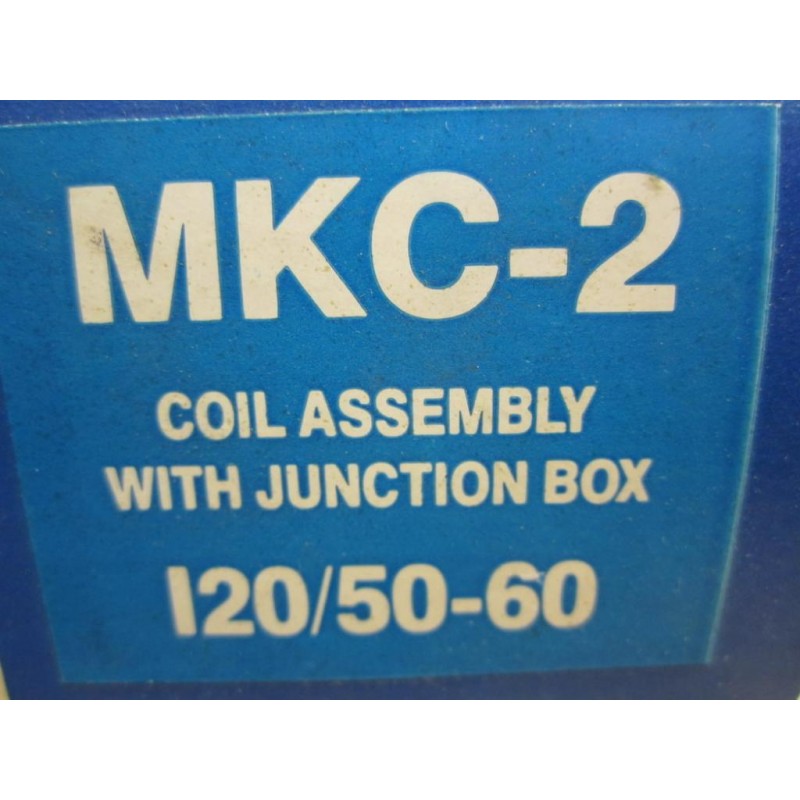 MKC-2
COIL ASSEMBLY
WITH JUNCTION BOX
120/50-60